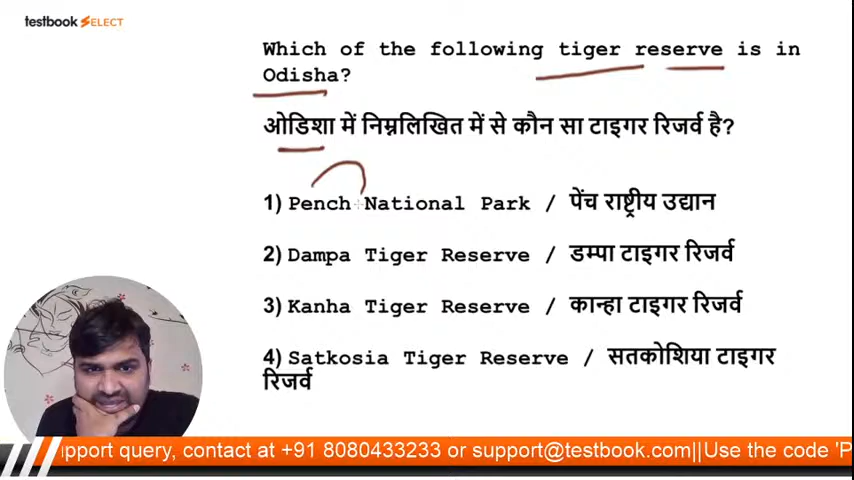 testbook SELECT
Which of the following tiger reserve is in
Odisha?
ओडिशा में निम्नलिखित में से कौन सा टाइगर रिजर्व है?
1) Pench National Park / पेंच राष्ट्रीय उद्यान
2) Dampa Tiger Reserve / डम्पा टाइगर रिजर्व
3) Kanha Tiger Reserve / कान्हा टाइगर रिजर्व
4) Satkosia Tiger Reserve / सतकोशिया टाइगर
रिजर्व
upport query, contact at +91 8080433233 or support@testbook.com||Use the code 'P